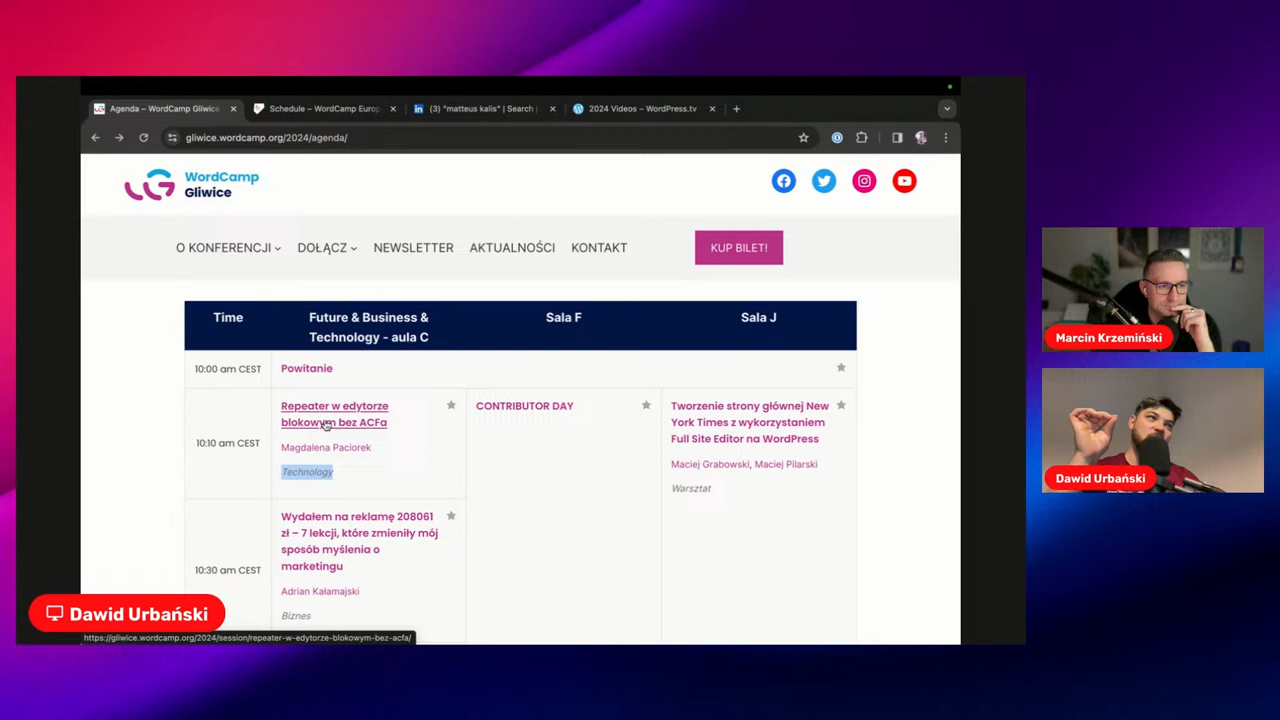 Agenda – WordCamp Gliwice
Schedule – WordCamp Europ
(3) "matteus kalis" | Search |
2024 Videos – WordPress.tv
gliwice.wordcamp.org/2024/agenda/
WordCamp
Gliwice
O KONFERENCJI
DOŁĄCZ
NEWSLETTER
AKTUALNOŚCI
KONTAKT
KUP BILET!
Time
Future & Business &
Technology - aula C
Sala F
Sala J
10:00 am CEST
Powitanie
10:10 am CEST
Repeater w edytorze
blokowym bez ACFa
Magdalena Paciorek
Technology
CONTRIBUTOR DAY
Tworzenie strony głównej New
York Times z wykorzystaniem
Full Site Editor na WordPress
Maciej Grabowski, Maciej Pilarski
Warsztat
10:30 am CEST
Wydałem na reklamę 208061
zł – 7 lekcji, które zmieniły mój
sposób myślenia o
marketingu
Adrian Kałamajski
Biznes
Dawid Urbański
https://gliwice.wordcamp.org/2024/session/repeater-w-edytorze-blokowym-bez-acfa/
Marcin Krzemiński
Dawid Urbański